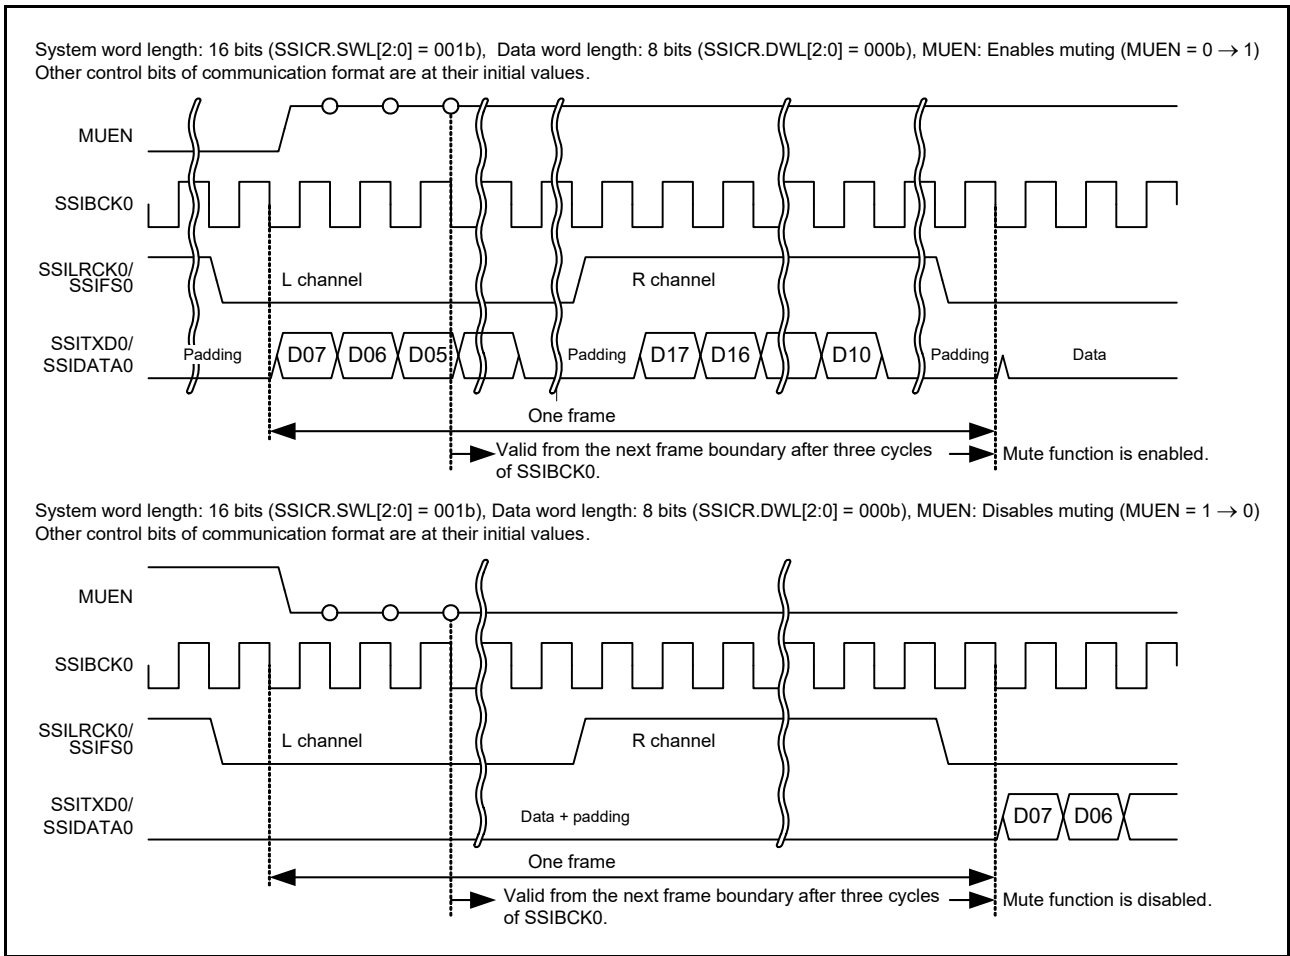 System word length: 16 bits (SSICR.SWL[2:0] = 001b), Data word length: 8 bits (SSICR.DWL[2:0] = 000b), MUEN: Enables muting (MUEN = 0 → 1)
Other control bits of communication format are at their initial values.
MUEN
SSIBCK0
SSILRCK0/
SSIFS0
L channel
R channel
SSITXD0/
SSIDATA0
Padding
D07
D06
D05
Padding
D17
D16
D10
Padding
Data
One frame
Valid from the next frame boundary after three cycles
of SSIBCK0.
Mute function is enabled.
System word length: 16 bits (SSICR.SWL[2:0] = 001b), Data word length: 8 bits (SSICR.DWL[2:0] = 000b), MUEN: Disables muting (MUEN = 1 → 0)
Other control bits of communication format are at their initial values.
MUEN
SSIBCK0
SSILRCK0/
SSIFS0
L channel
R channel
SSITXD0/
SSIDATA0
Data + padding
D07
D06
One frame
Valid from the next frame boundary after three cycles
of SSIBCK0.
Mute function is disabled.